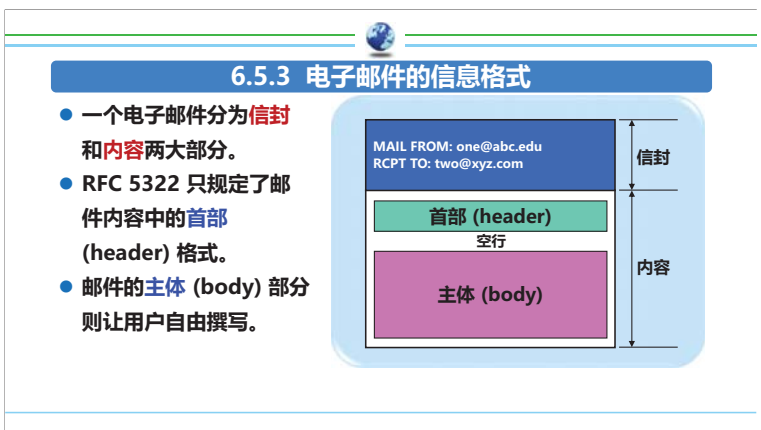 6.5.3 电子邮件的信息格式
● 一个电子邮件分为信封
和内容两大部分。
● RFC 5322 只规定了邮
件内容中的首部
(header) 格式。
● 邮件的主体 (body) 部分
则让用户自由撰写。
MAIL FROM: one@abc.edu
RCPT TO: two@xyz.com
信封
首部 (header)
空行
内容
主体 (body)